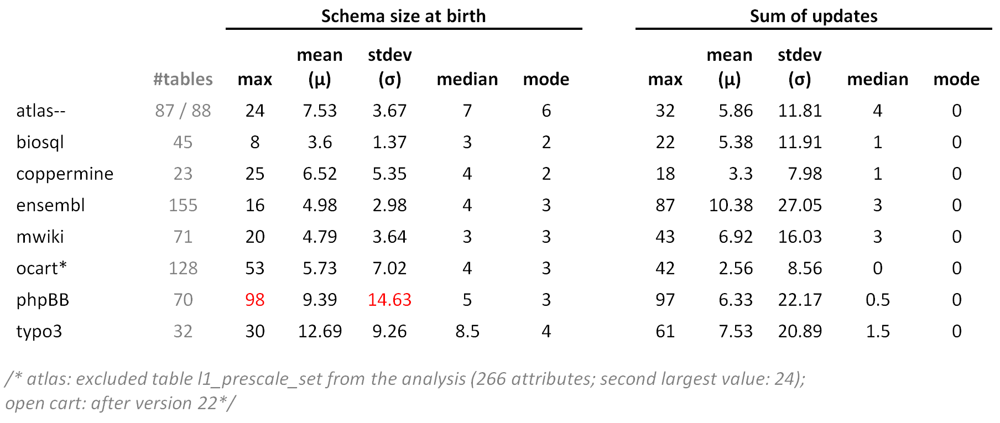 Schema size at birth Sum of updates
mean stdev mean stdev
#tables max (μ) (σ) median mode max (μ) (σ) median mode
atlas-- 87 / 88 24 7.53 3.67 7 6 32 5.86 11.81 4 0
biosql 45 8 3.6 1.37 3 2 22 5.38 11.91 1 0
coppermine 23 25 6.52 5.35 4 2 18 3.3 7.98 1 0
ensembl 155 16 4.98 2.98 4 3 87 10.38 27.05 3 0
mwiki 71 20 4.79 3.64 3 3 43 6.92 16.03 3 0
ocart* 128 53 5.73 7.02 4 3 42 2.56 8.56 0 0
phpBB 70 98 9.39 14.63 5 3 97 6.33 22.17 0.5 0
typo3 32 30 12.69 9.26 8.5 4 61 7.53 20.89 1.5 0
/* atlas: excluded table l1_prescale_set from the analysis (266 attributes; second largest value: 24);
open cart: after version 22*/